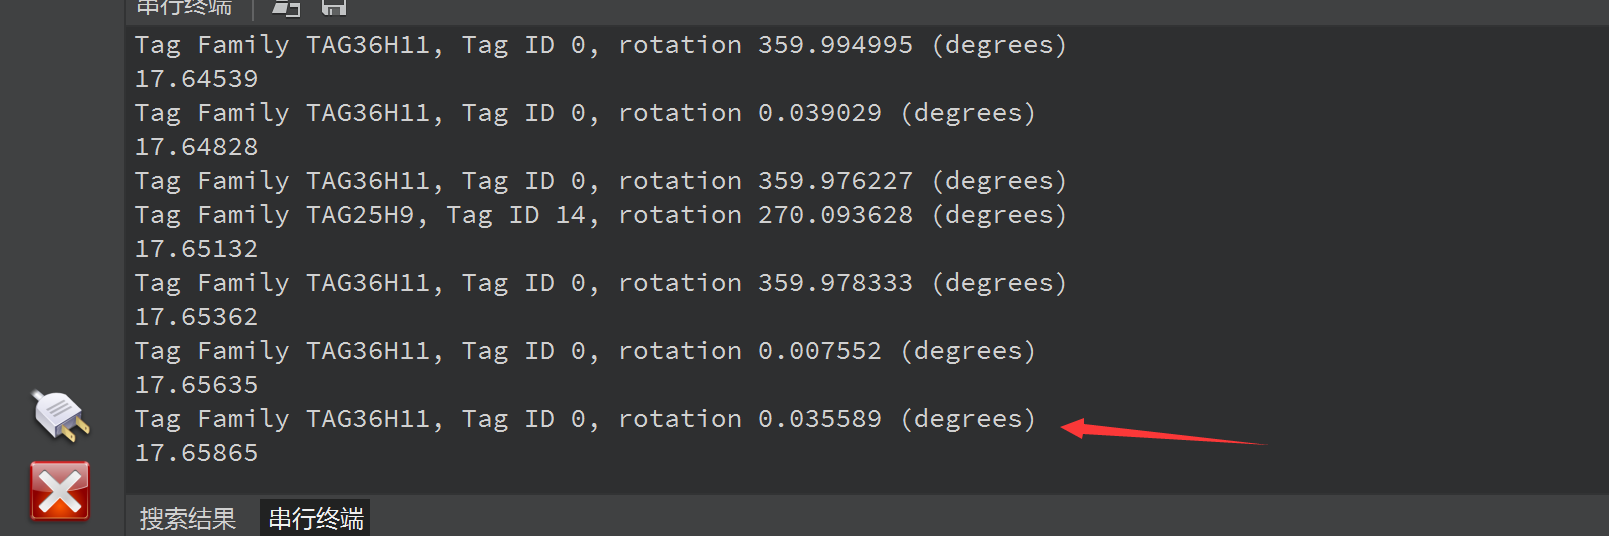 串行终端
Tag Family TAG36H11, Tag ID 0, rotation 359.994995 (degrees)
17.64539
Tag Family TAG36H11, Tag ID 0, rotation 0.039029 (degrees)
17.64828
Tag Family TAG36H11, Tag ID 0, rotation 359.976227 (degrees)
Tag Family TAG25H9, Tag ID 14, rotation 270.093628 (degrees)
17.65132
Tag Family TAG36H11, Tag ID 0, rotation 359.978333 (degrees)
17.65362
Tag Family TAG36H11, Tag ID 0, rotation 0.007552 (degrees)
17.65635
Tag Family TAG36H11, Tag ID 0, rotation 0.035589 (degrees)
17.65865
搜索结果 串行终端